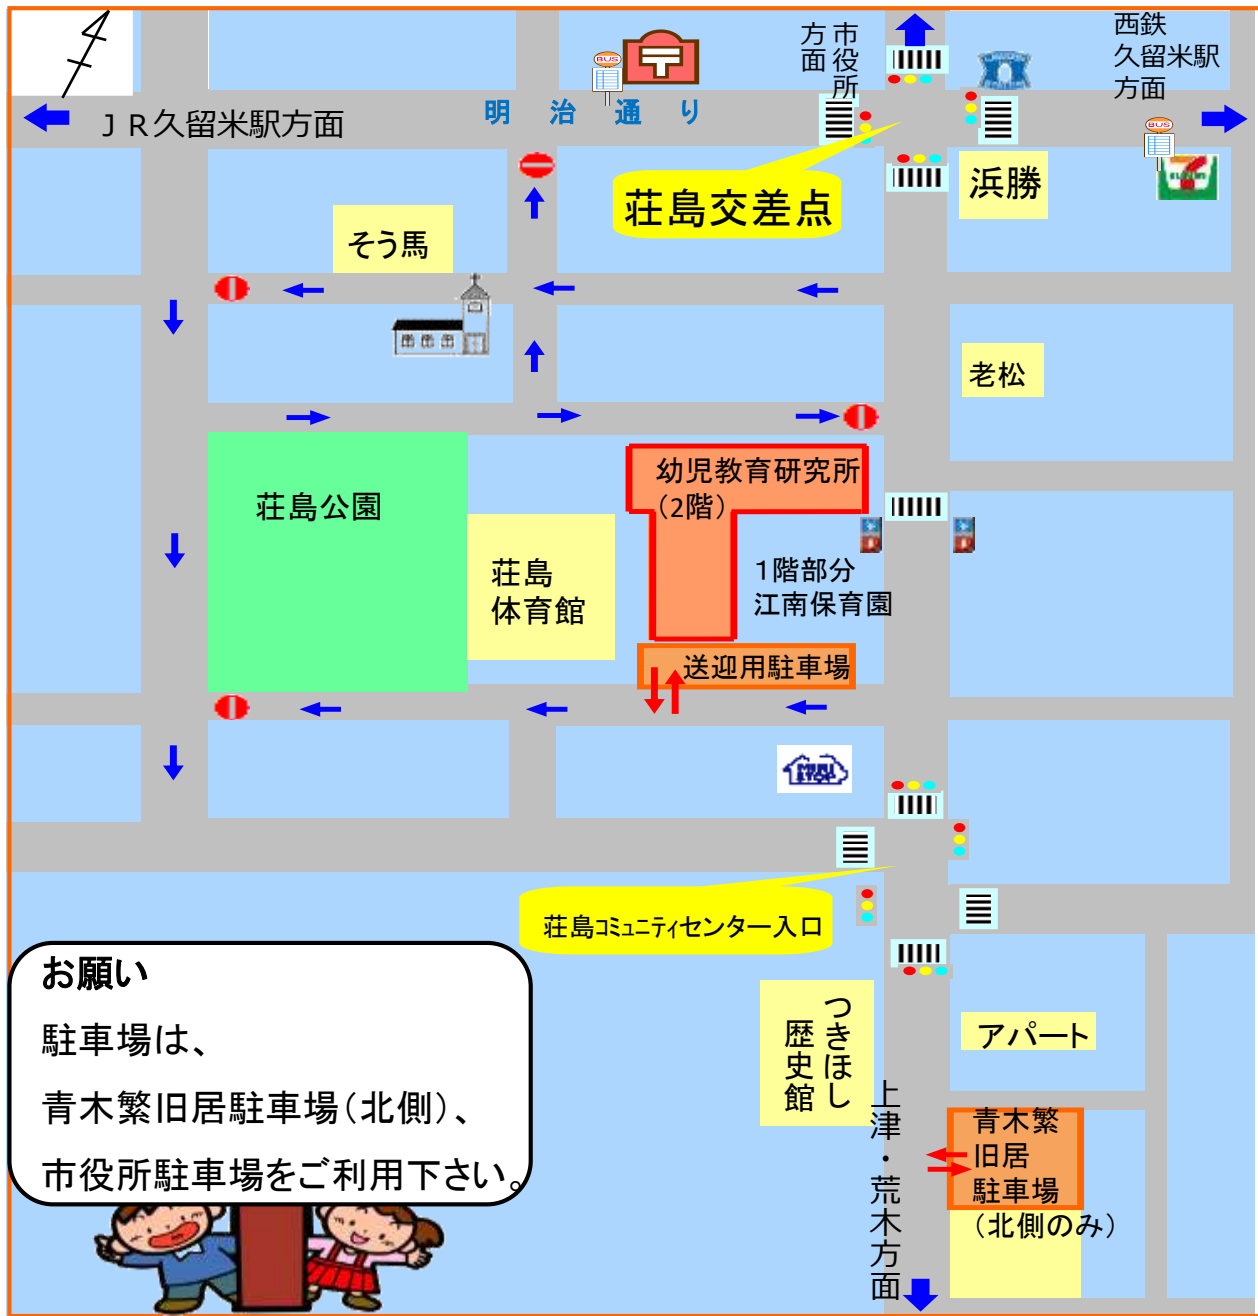 市役所
方面
西鉄
久留米駅
方面
BUS
ＪＲ久留米駅方面
明治通り
BUS
荘島交差点
浜勝
そう馬
老松
幼児教育研究所
（2階）
荘島公園
荘島
体育館
１階部分
江南保育園
送迎用駐車場
荘島コミュニティセンター入口
お願い
駐車場は、
青木繁旧居駐車場（北側）、
市役所駐車場をご利用下さい。
つきほし
歴史館
アパート
上津・荒木方面
青木繁
旧居
駐車場
（北側のみ）